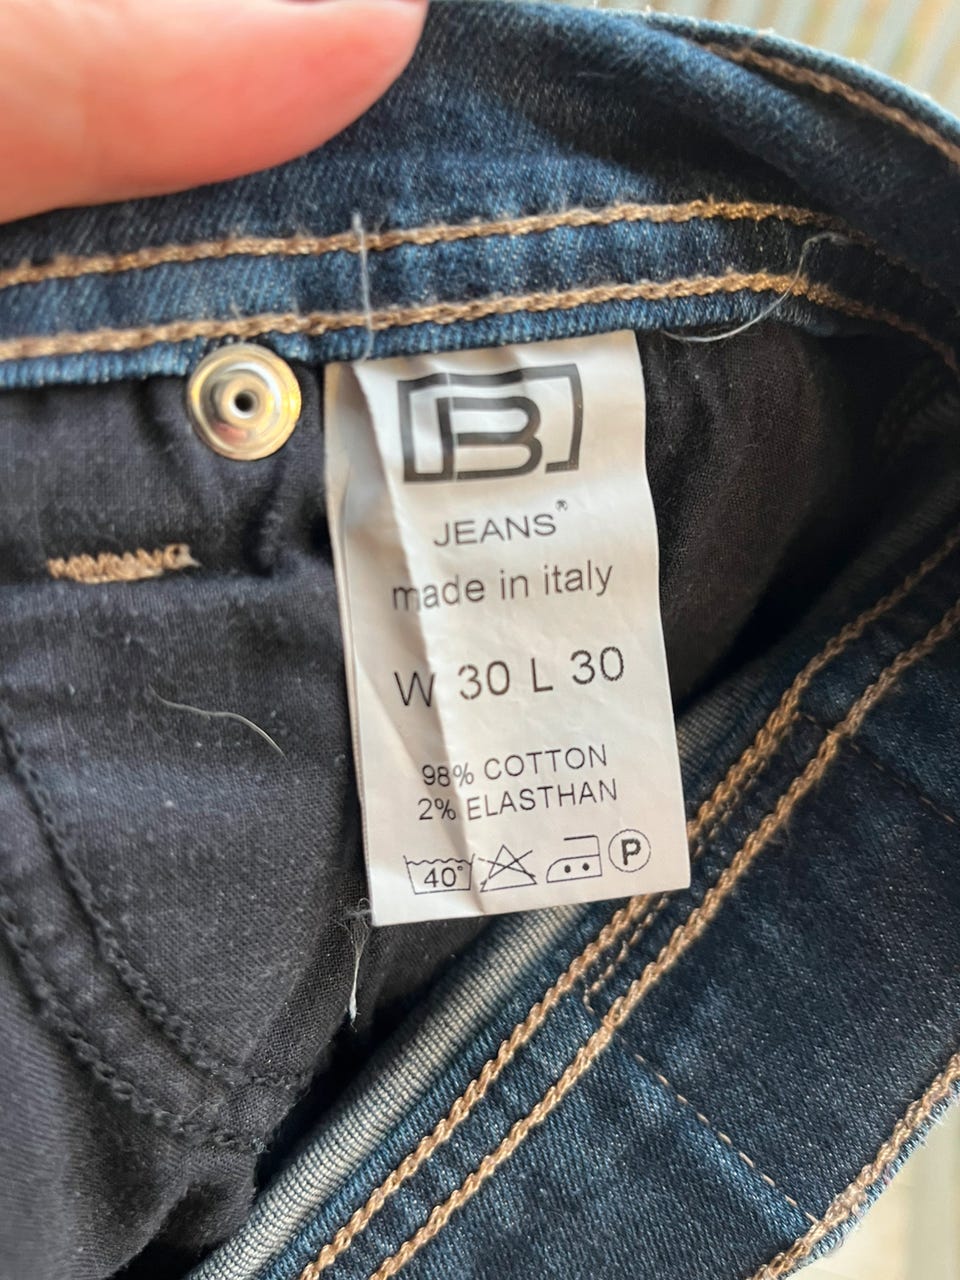 B
JEANS®
made in italy
W 30 L 30
98% COTTON
2% ELASTHAN
40° P